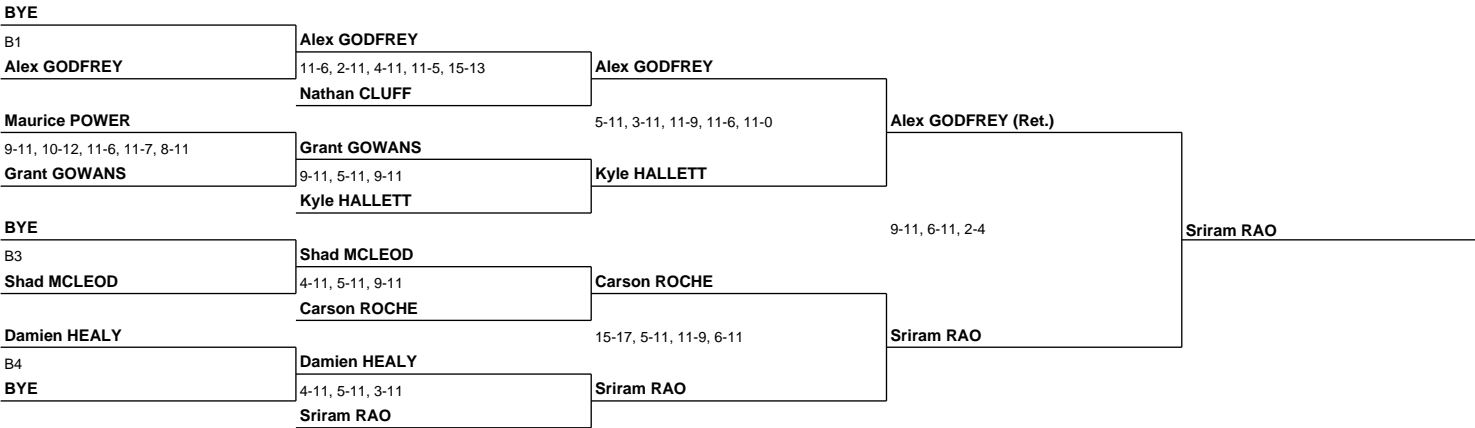 BYE
B1
Alex GODFREY
Maurice POWER
9-11, 10-12, 11-6, 11-7, 8-11
Grant GOWANS
BYE
B3
Shad MCLEOD
Damien HEALY
B4
BYE
Alex GODFREY
11-6, 2-11, 4-11, 11-5, 15-13
Nathan CLUFF
Grant GOWANS
9-11, 5-11, 9-11
Kyle HALLETT
Shad MCLEOD
4-11, 5-11, 9-11
Carson ROCHE
Damien HEALY
4-11, 5-11, 3-11
Sriram RAO
Alex GODFREY
5-11, 3-11, 11-9, 11-6, 11-0
Kyle HALLETT
Carson ROCHE
15-17, 5-11, 11-9, 6-11
Sriram RAO
Alex GODFREY (Ret.)
9-11, 6-11, 2-4
Sriram RAO
Sriram RAO